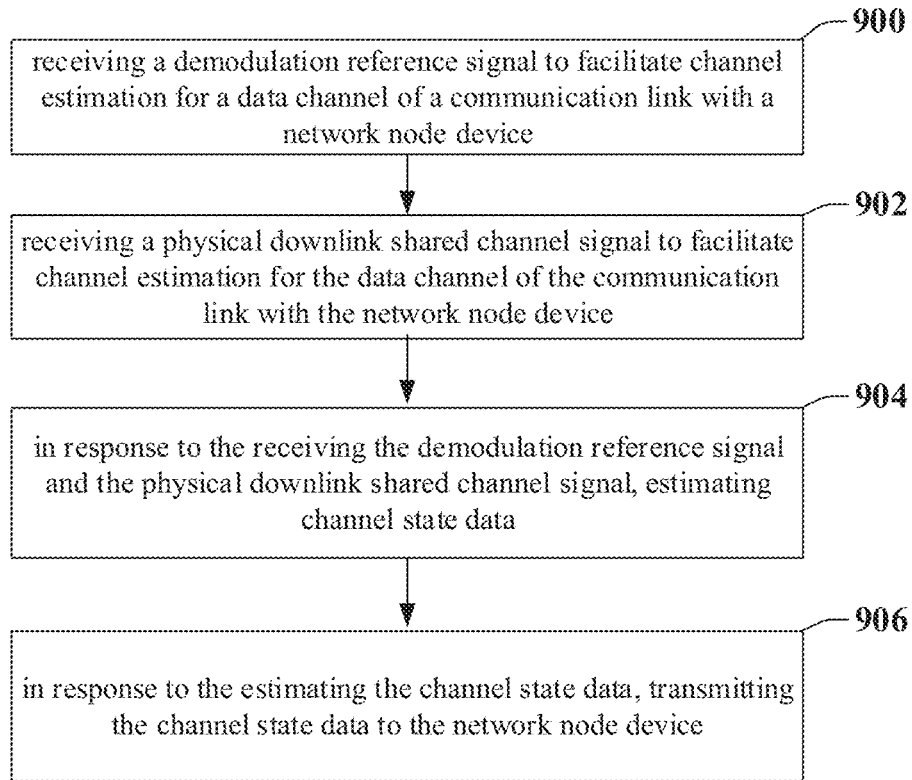 900
receiving a demodulation reference signal to facilitate channel
estimation for a data channel of a communication link with a
network node device
902
receiving a physical downlink shared channel signal to facilitate
channel estimation for the data channel of the communication
link with the network node device
904
in response to the receiving the demodulation reference signal
and the physical downlink shared channel signal, estimating
channel state data
906
in response to the estimating the channel state data, transmitting
the channel state data to the network node device